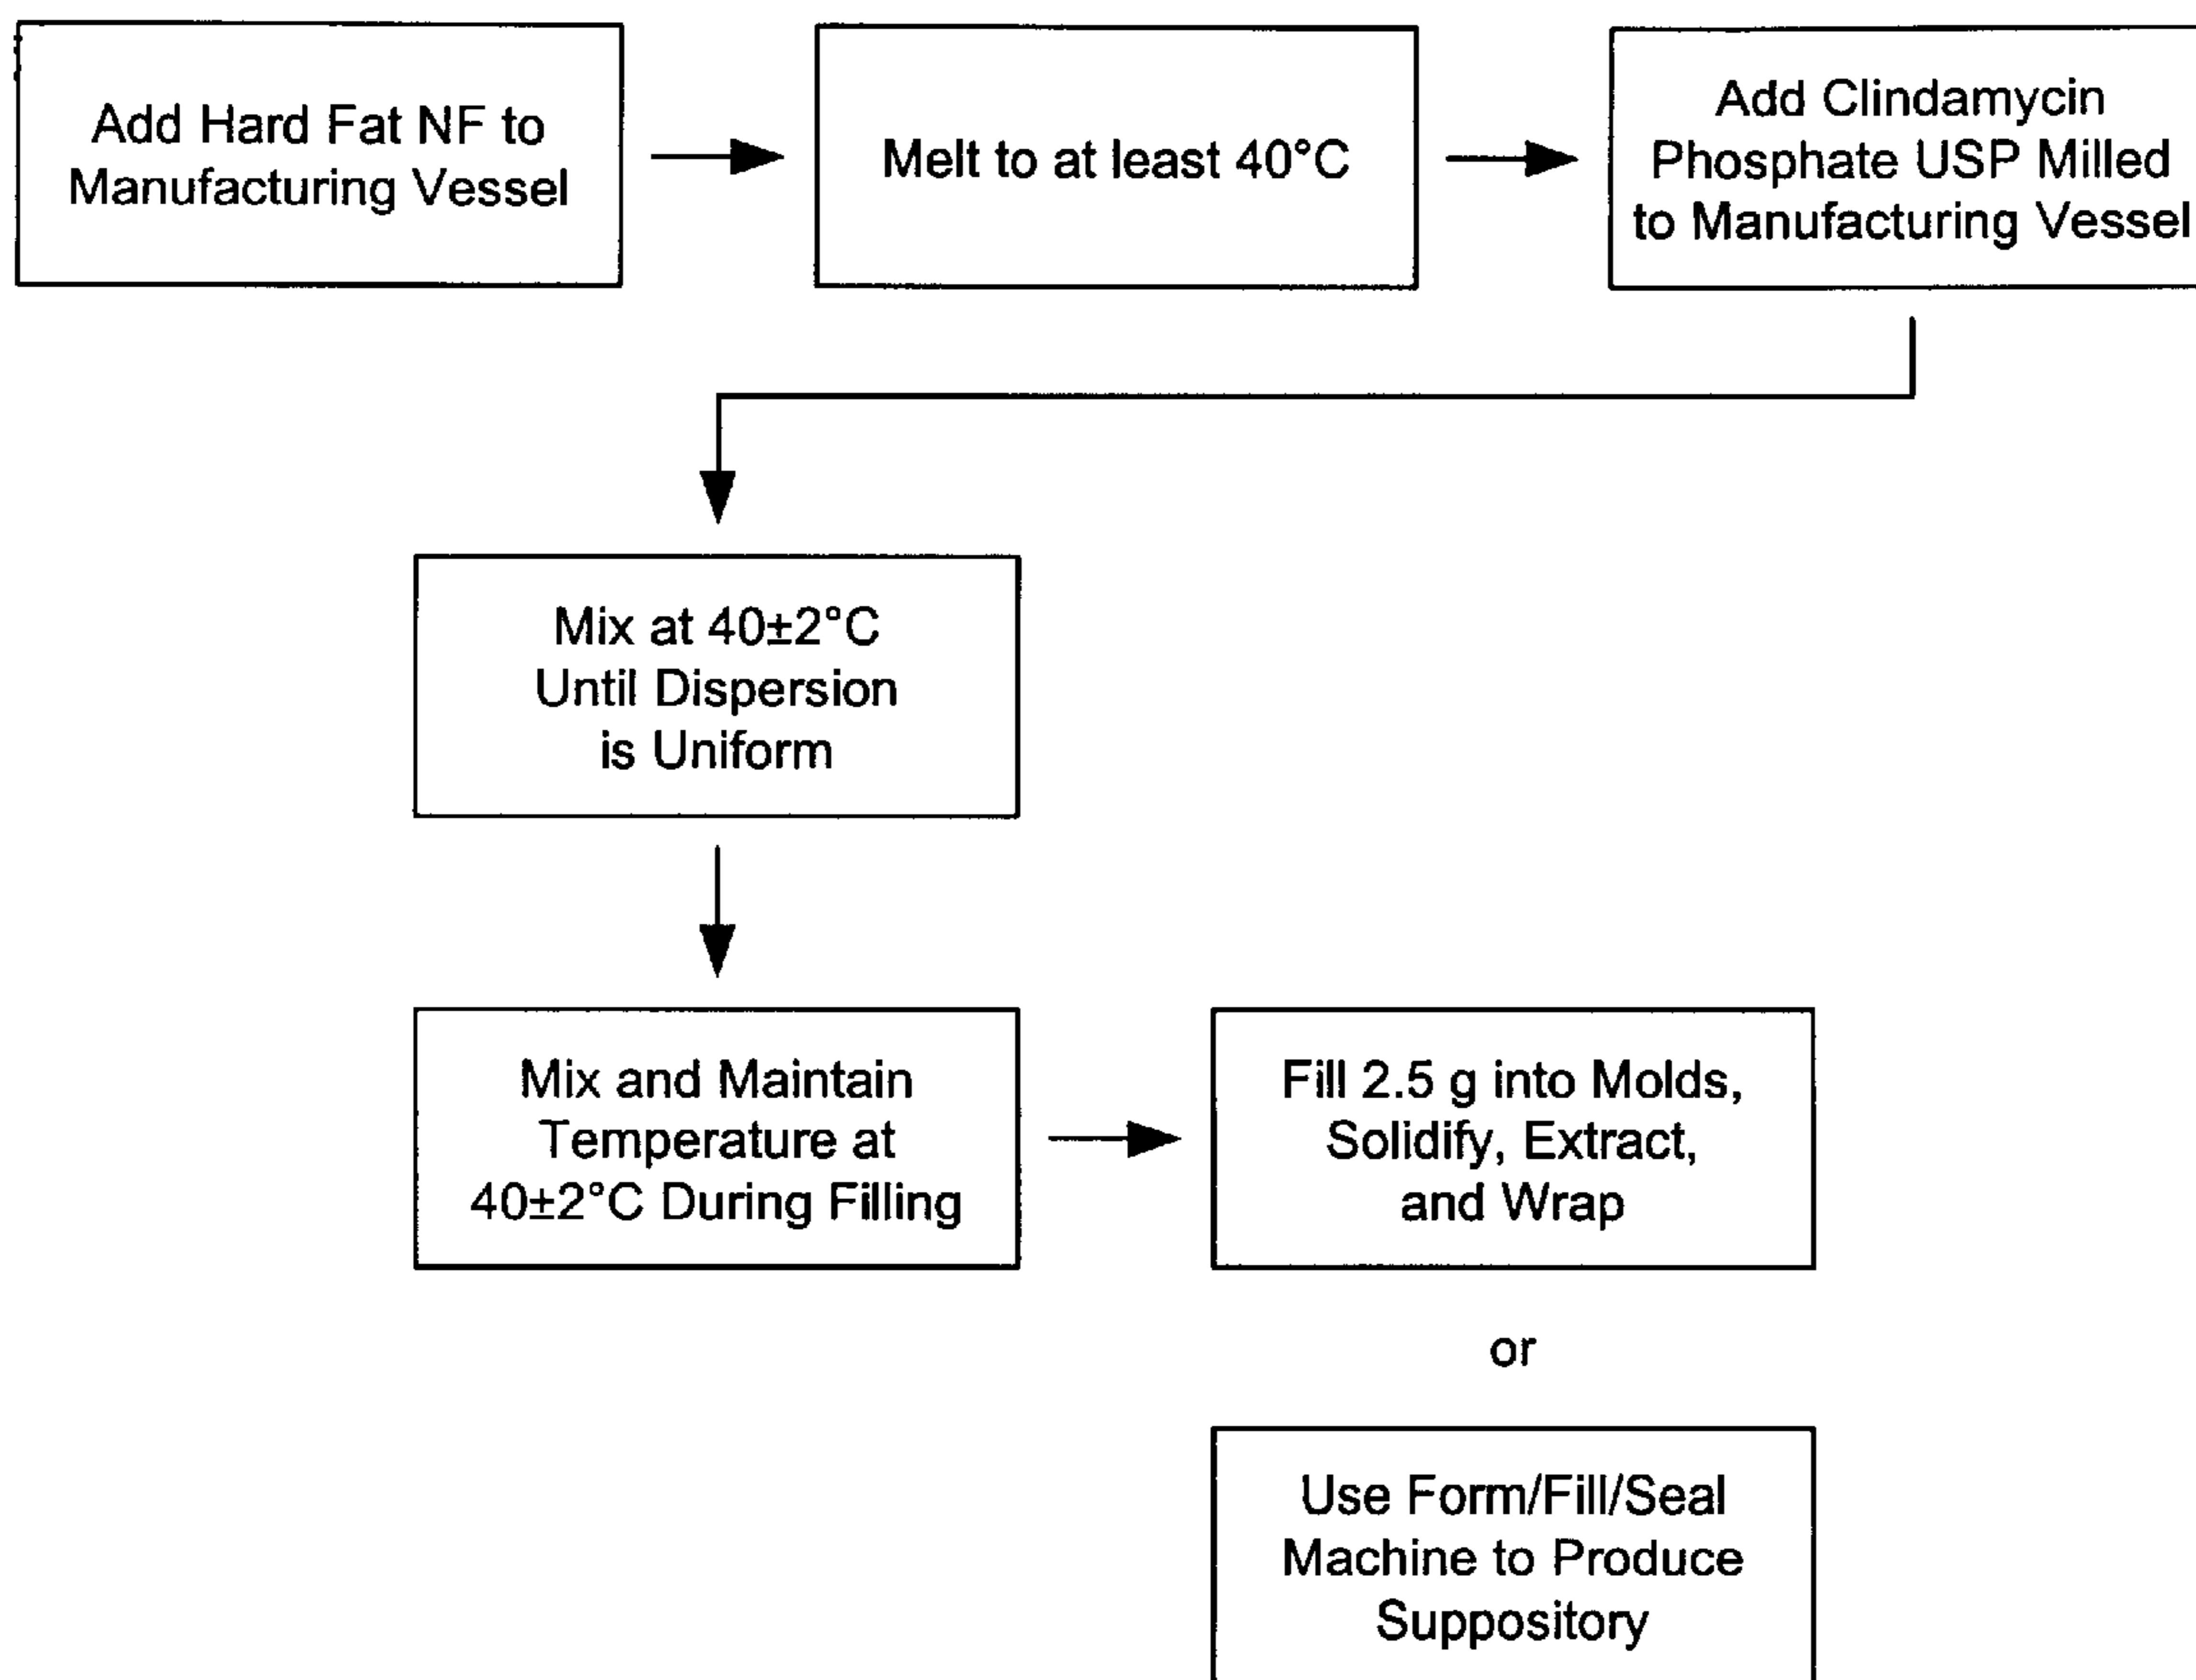 Add Hard Fat NF to
Manufacturing Vessel
Melt to at least 40°C
Add Clindamycin
Phosphate USP Milled
to Manufacturing Vessel
Mix at 40±2°C
Until Dispersion
is Uniform
Mix and Maintain
Temperature at
40±2°C During Filling
Fill 2.5 g into Molds,
Solidify, Extract,
and Wrap
or
Use Form/Fill/Seal
Machine to Produce
Suppository